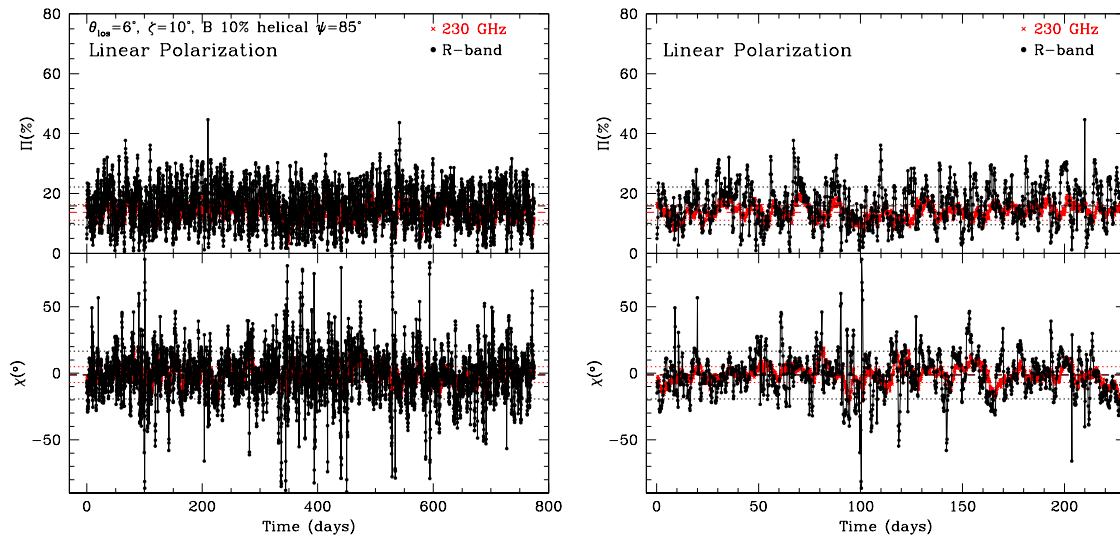 θlos=6°, ζ=10°, B 10% helical ψ=85°
Linear Polarization
× 230 GHz
• R-band
80
60
40
20
0
Π(%)
50
0
−50
χ(°)
0 200 400 600 800
Time (days)
Linear Polarization
× 230 GHz
• R-band
80
60
40
20
0
Π(%)
50
0
−50
χ(°)
0 50 100 150 200
Time (days)